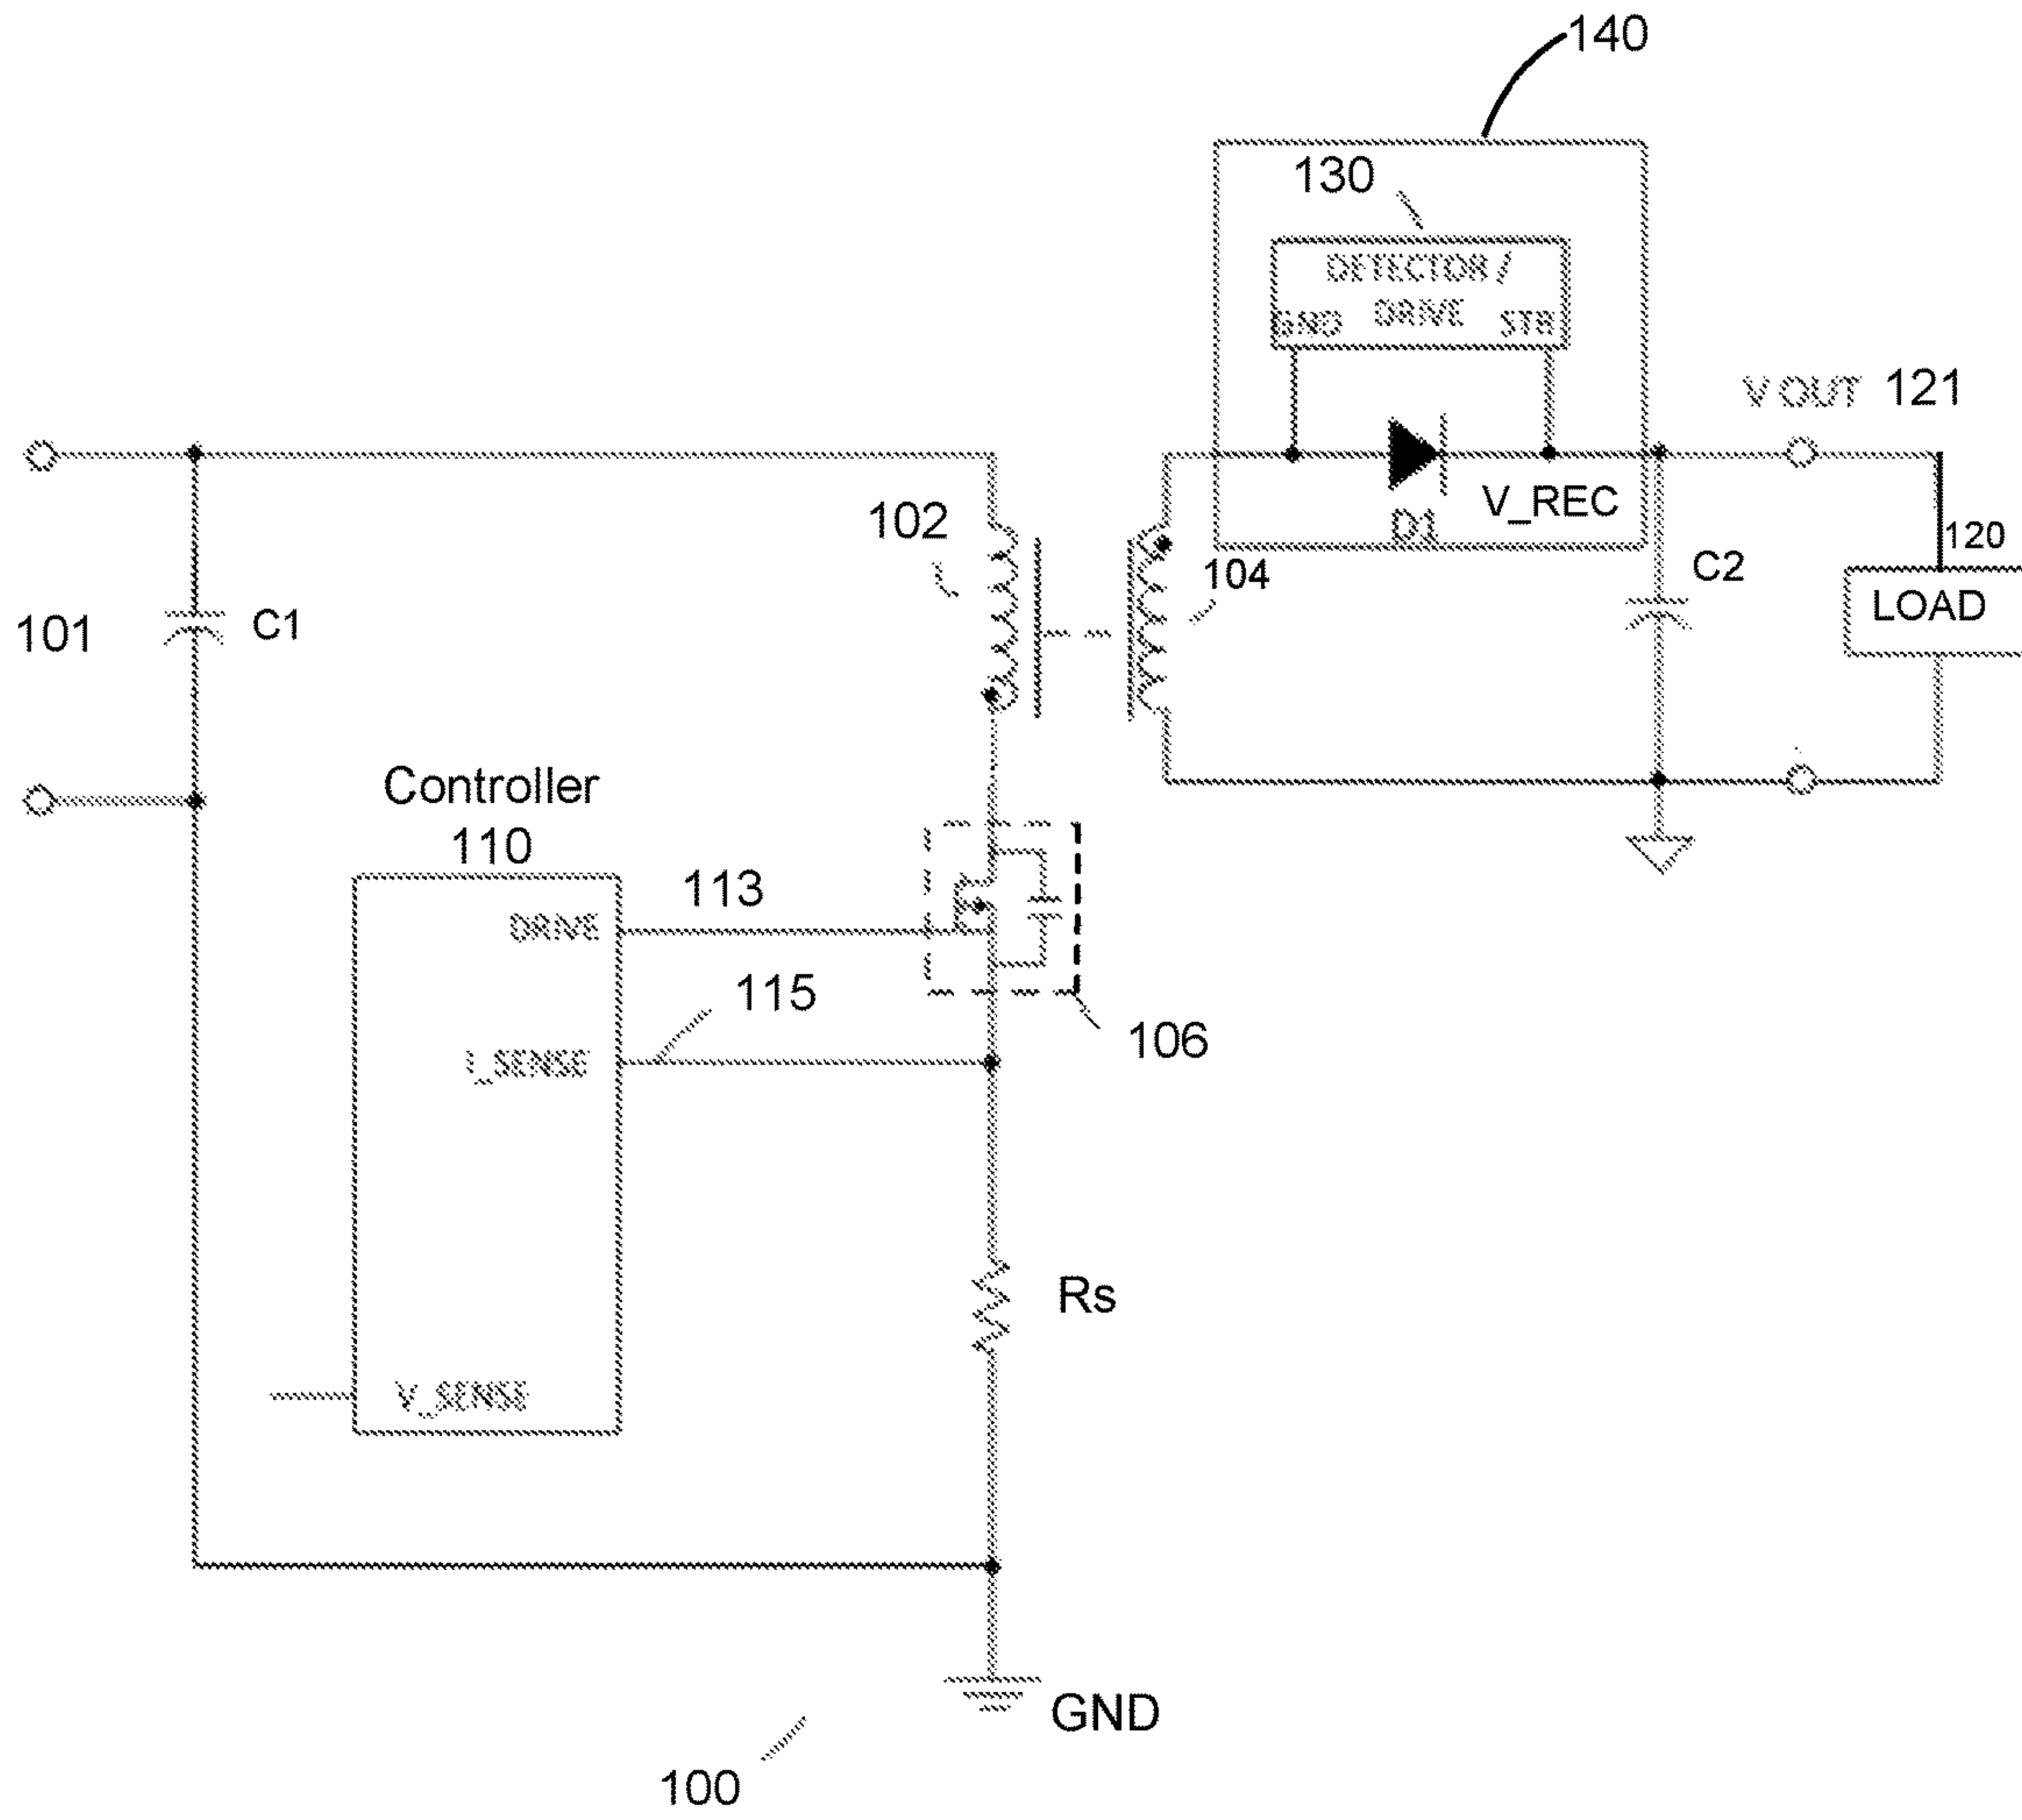 140
130
DETECTOR /
DRIVE
GND
STB
V OUT 121
102
D1
V_REC
120
104
C2
LOAD
101
C1
Controller
110
113
DRIVE
115
106
I_SENSE
Rs
V_SENSE
GND
100